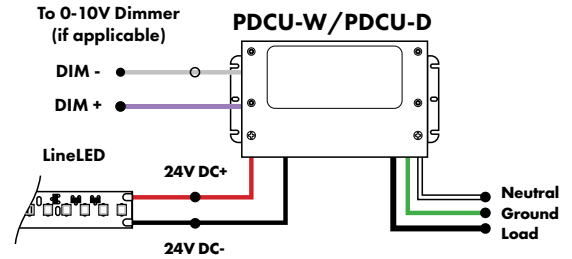 To 0-10V Dimmer
(if applicable)
PDCU-W/PDCU-D
DIM -
DIM +
LineLED
24V DC+
24V DC-
Neutral
Ground
Load